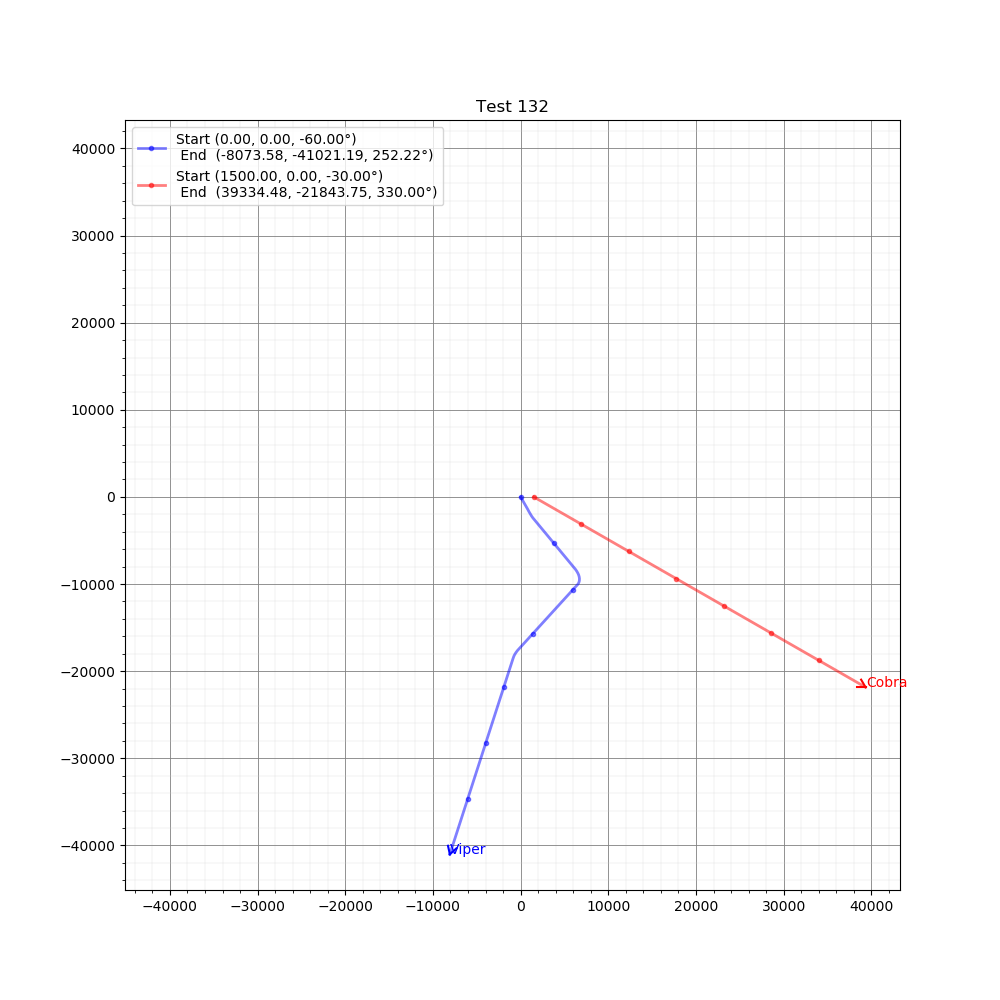 Test 132
Start (0.00, 0.00, -60.00°)
End  (-8073.58, -41021.19, 252.22°)
Start (1500.00, 0.00, -30.00°)
End  (39334.48, -21843.75, 330.00°)
40000
30000
20000
10000
0
−10000
−20000
−30000
−40000
Cobra
Viper
−40000 −30000 −20000 −10000 0 10000 20000 30000 40000